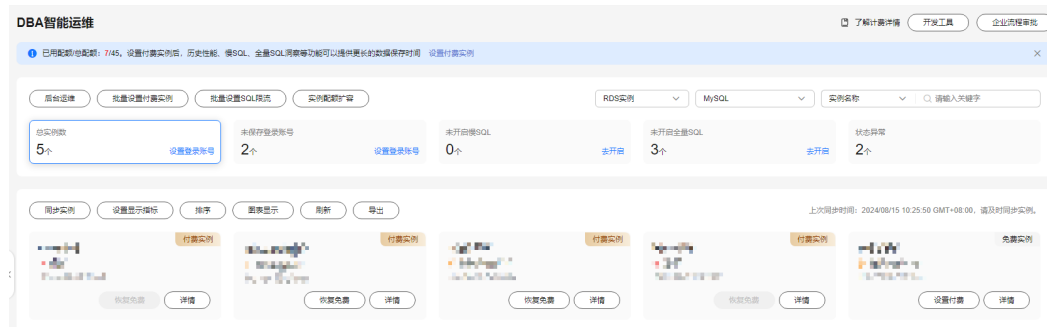 DBA智能运维
了解计费详情 开发工具 企业流程审批
已用配额/总配额：7/45。设置付费实例后，历史性能、慢SQL、全量SQL洞察等功能可以提供更长的数据保存时间 设置付费实例
后台运维 批量设置付费实例 批量设置SQL限流 实例配额扩容 RDS实例 MySQL 实例名称 请输入关键字
总实例数 未保存登录账号 未开启慢SQL 未开启全量SQL 状态异常
5个 设置登录账号 2个 设置登录账号 0个 去开启 3个 去开启 2个
同步实例 设置显示指标 排序 图表显示 刷新 导出 上次同步时间：2024/08/15 10:25:50 GMT+08:00，请及时同步实例。
付费实例 付费实例 付费实例 付费实例 免费实例
恢复免费 详情 恢复免费 详情 恢复免费 详情 恢复免费 详情 设置付费 详情